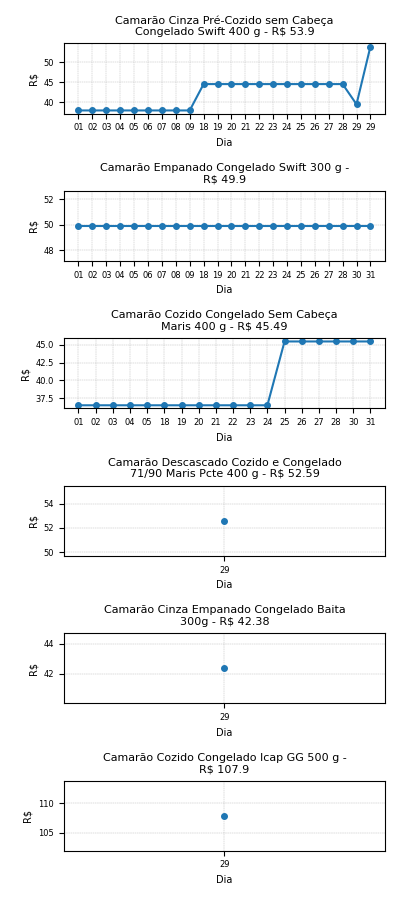 Camarão Cinza Pré-Cozido sem Cabeça
Congelado Swift 400 g - R$ 53.9
50
45
40
R$
01 02 03 04 05 06 07 08 09 18 19 20 21 22 23 24 25 26 27 28 29 29
Dia
Camarão Empanado Congelado Swift 300 g -
R$ 49.9
52
50
48
R$
01 02 03 04 05 06 07 08 09 18 19 20 21 22 23 24 25 26 27 28 30 31
Dia
Camarão Cozido Congelado Sem Cabeça
Maris 400 g - R$ 45.49
45.0
42.5
40.0
37.5
R$
01 02 03 04 05 18 19 20 21 22 23 24 25 26 27 28 30 31
Dia
Camarão Descascado Cozido e Congelado
71/90 Maris Pcte 400 g - R$ 52.59
54
52
50
R$
29
Dia
Camarão Cinza Empanado Congelado Baita
300g - R$ 42.38
44
42
R$
29
Dia
Camarão Cozido Congelado Icap GG 500 g -
R$ 107.9
110
105
R$
29
Dia